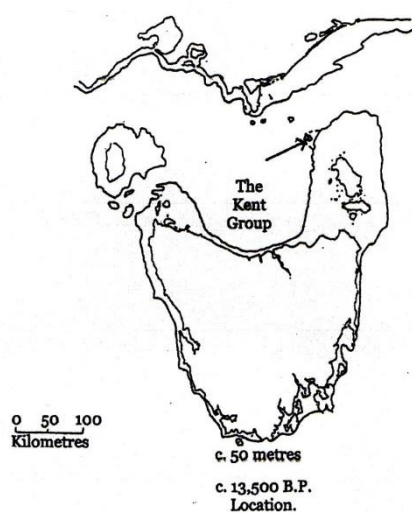 The
Kent
Group
0 50 100
Kilometres
c. 50 metres
c. 13,500 B.P.
Location.